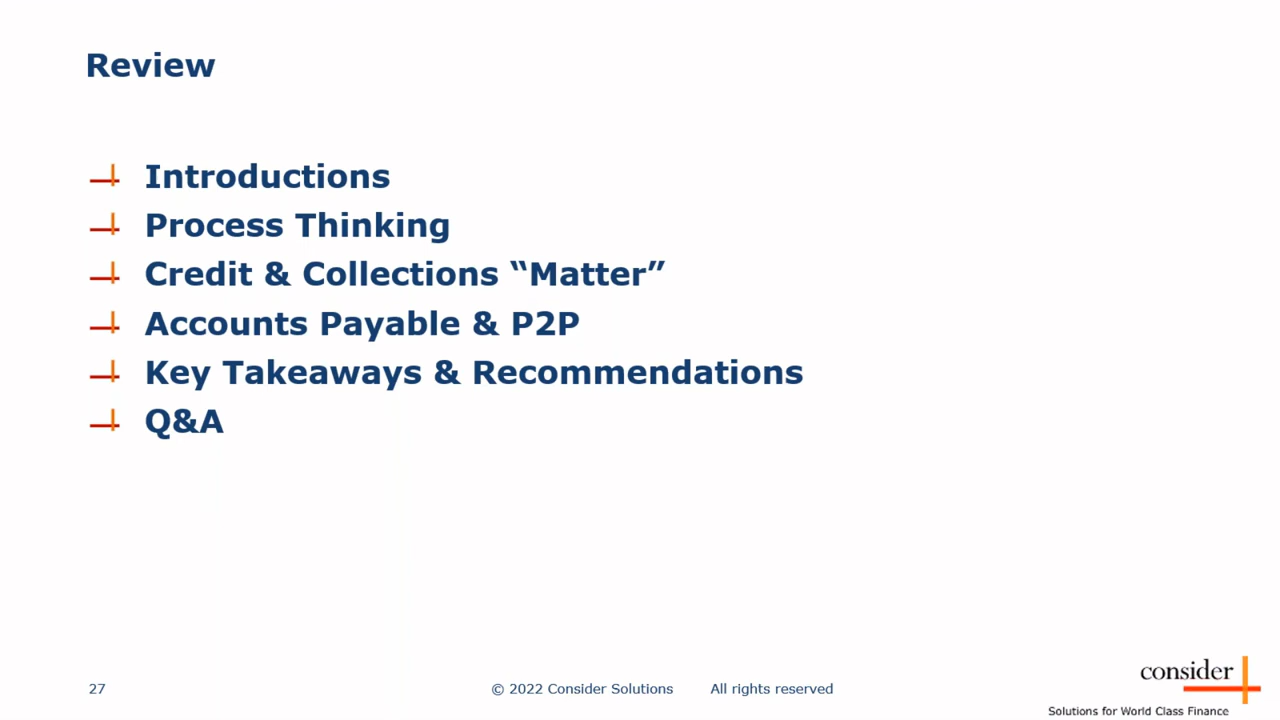 Review
Introductions
Process Thinking
Credit & Collections “Matter”
Accounts Payable & P2P
Key Takeaways & Recommendations
Q&A
27
© 2022 Consider Solutions All rights reserved
consider
Solutions for World Class Finance